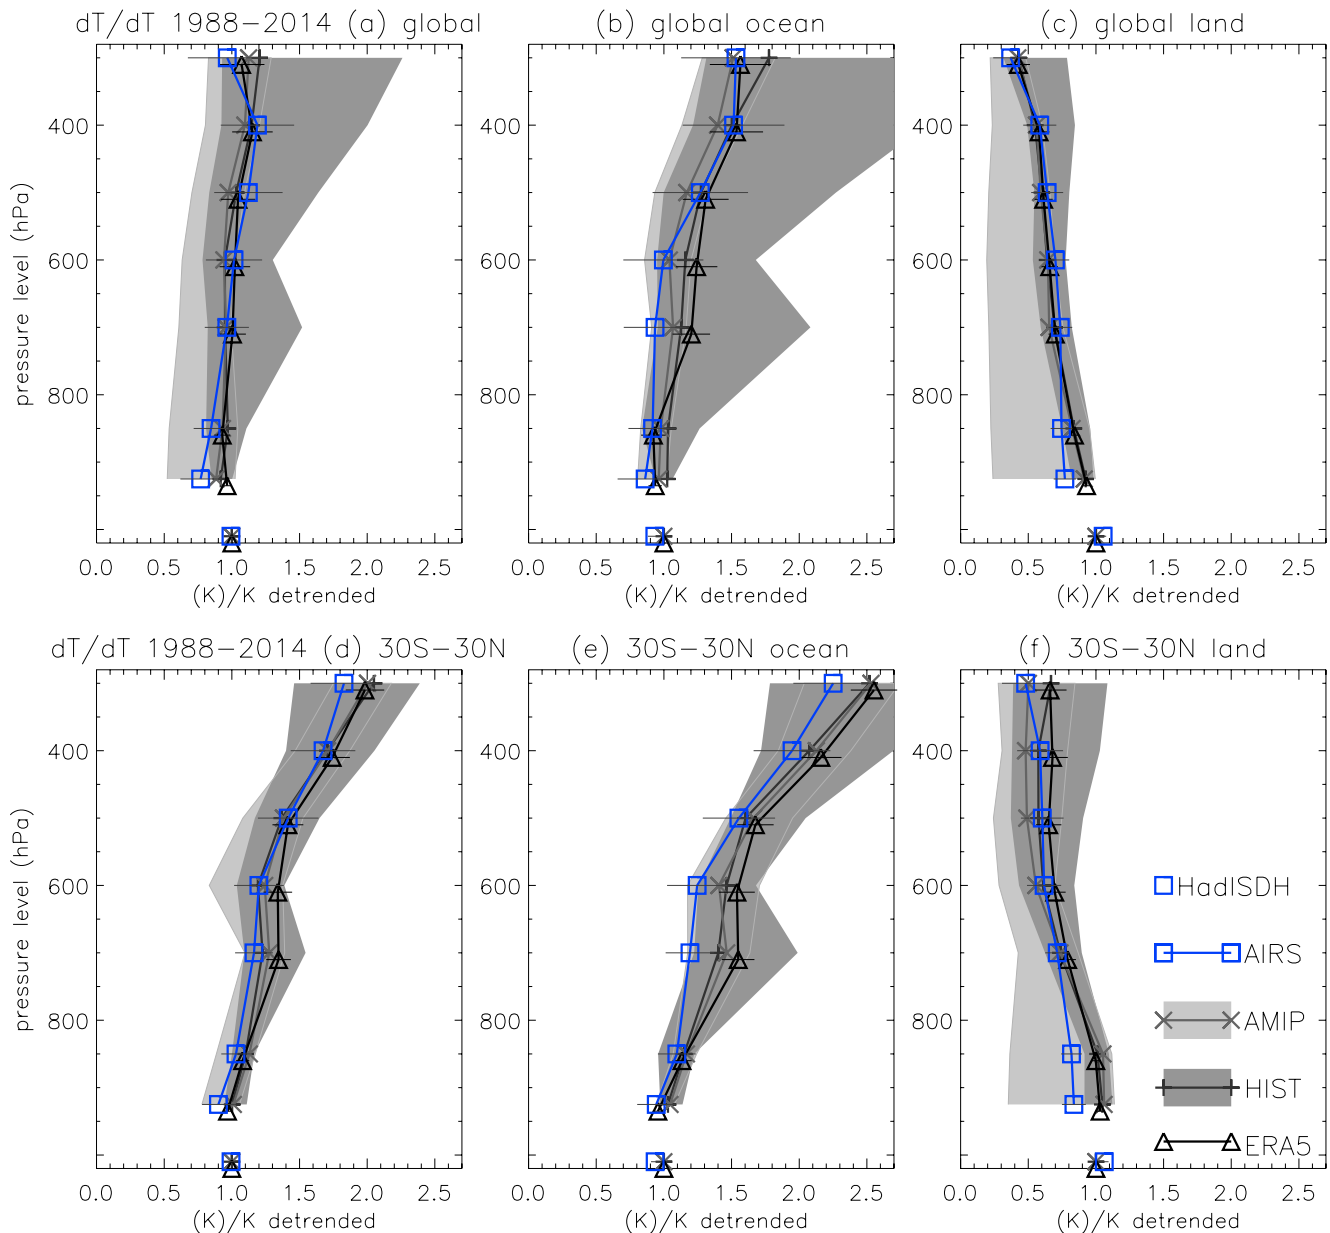 dT/dT 1988−2014 (a) global
(b) global ocean
(c) global land
pressure level (hPa)
400
600
800
400
600
800
400
600
800
0.0 0.5 1.0 1.5 2.0 2.5
0.0 0.5 1.0 1.5 2.0 2.5
0.0 0.5 1.0 1.5 2.0 2.5
(K)/K detrended
(K)/K detrended
(K)/K detrended
dT/dT 1988−2014 (d) 30S−30N
(e) 30S−30N ocean
(f) 30S−30N land
pressure level (hPa)
400
600
800
400
600
800
400
600
800
HadISDH
AIRS
AMIP
HIST
ERA5
0.0 0.5 1.0 1.5 2.0 2.5
0.0 0.5 1.0 1.5 2.0 2.5
0.0 0.5 1.0 1.5 2.0 2.5
(K)/K detrended
(K)/K detrended
(K)/K detrended